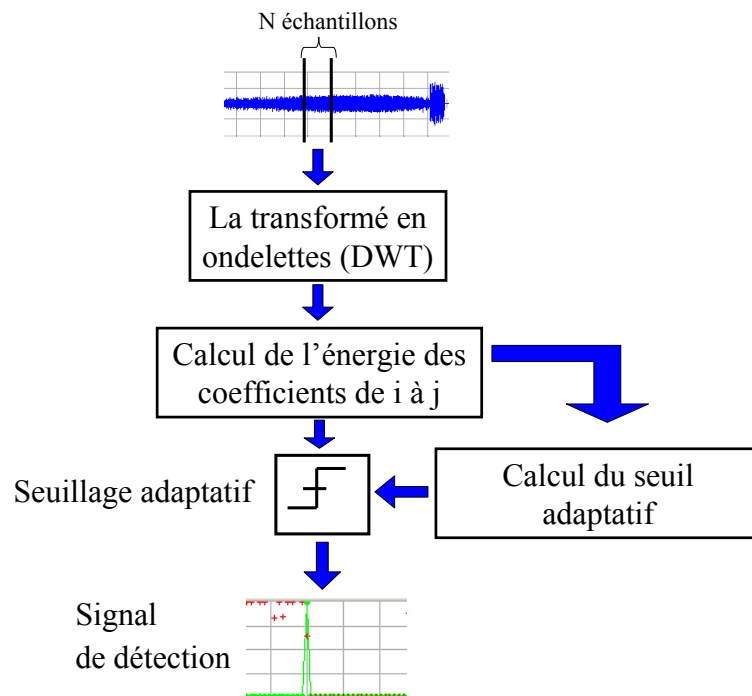 N échantillons
La transformé en
ondelettes (DWT)
Calcul de l’énergie des
coefficients de i à j
Seuillage adaptatif
Calcul du seuil
adaptatif
Signal
de détection